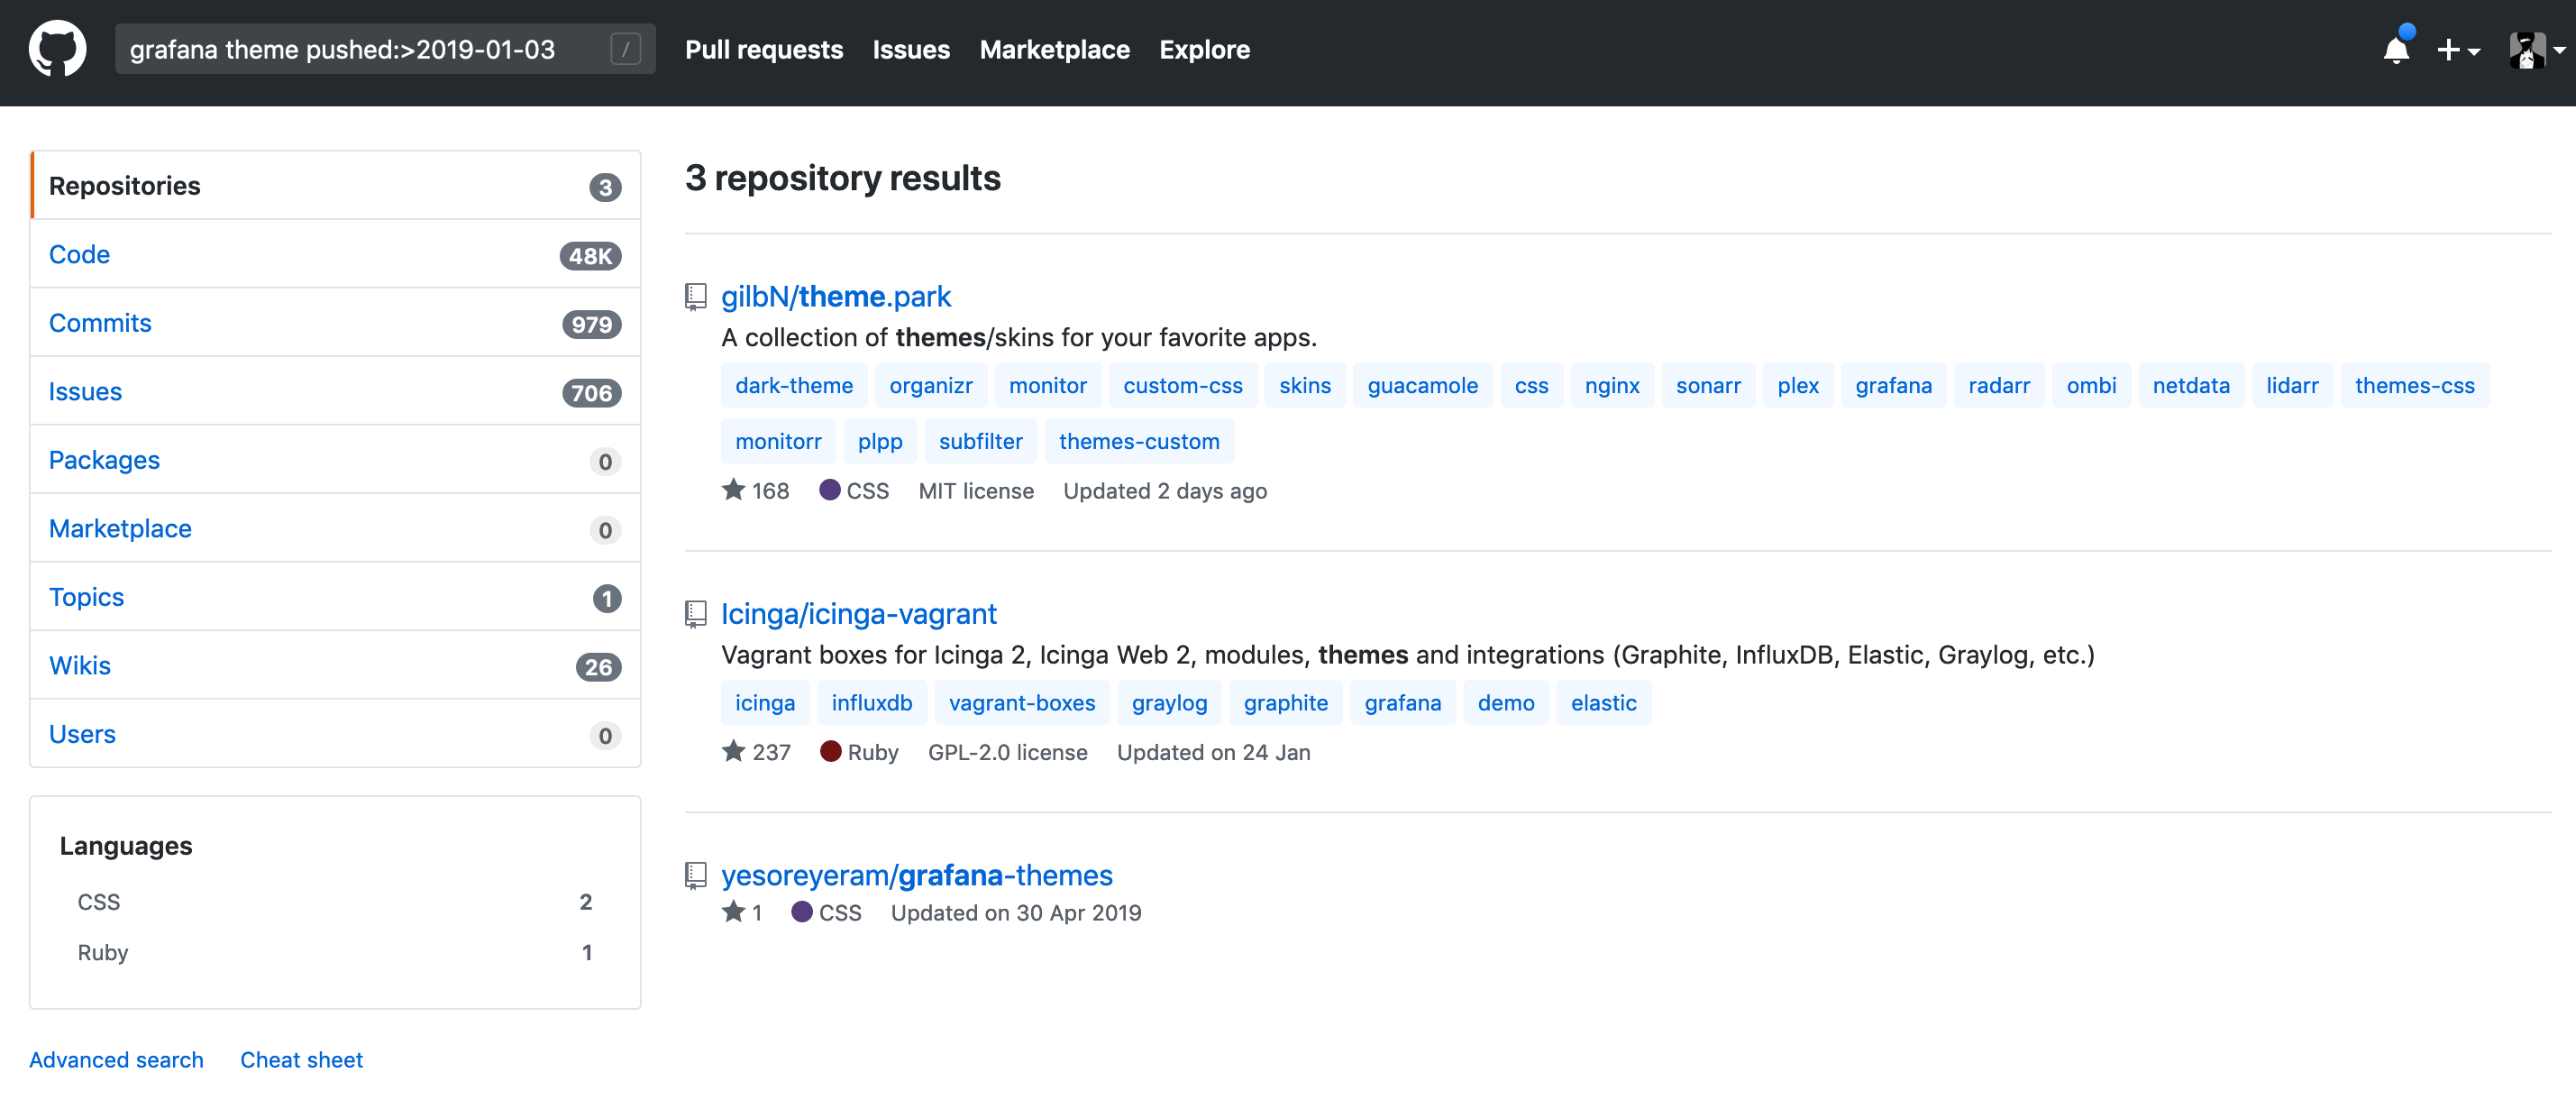 grafana theme pushed:>2019-01-03 /
Pull requests Issues Marketplace Explore
Repositories 3
Code 48K
Commits 979
Issues 706
Packages 0
Marketplace 0
Topics 1
Wikis 26
Users 0
Languages
CSS 2
Ruby 1
Advanced search Cheat sheet
3 repository results
gilbN/theme.park
A collection of themes/skins for your favorite apps.
dark-theme organizr monitor custom-css skins guacamole css nginx sonarr plex grafana radarr ombi netdata lidarr themes-css
monitorr plpp subfilter themes-custom
168 CSS MIT license Updated 2 days ago
Icinga/icinga-vagrant
Vagrant boxes for Icinga 2, Icinga Web 2, modules, themes and integrations (Graphite, InfluxDB, Elastic, Graylog, etc.)
icinga influxdb vagrant-boxes graylog graphite grafana demo elastic
237 Ruby GPL-2.0 license Updated on 24 Jan
yesoreyeram/grafana-themes
1 CSS Updated on 30 Apr 2019